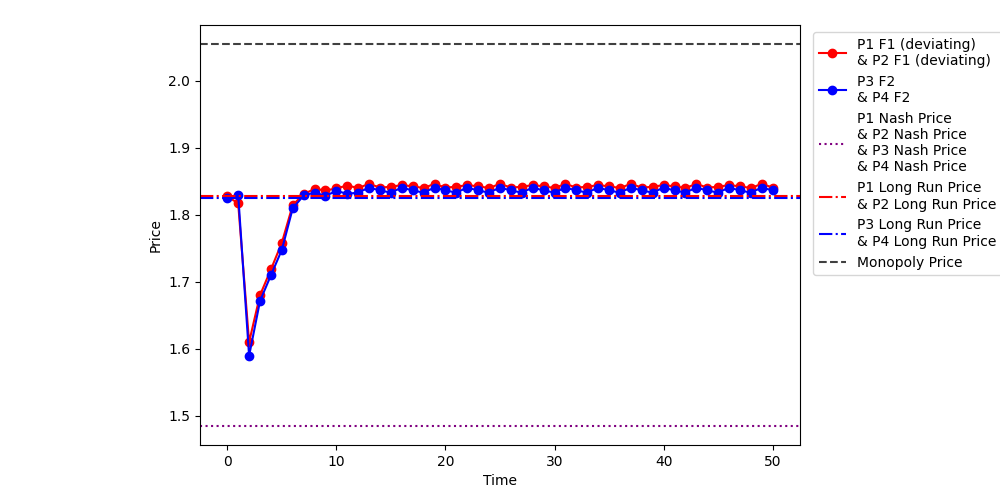 2.0
1.9
1.8
1.7
1.6
1.5
Price
0
10
20
30
40
50
Time
P1 F1 (deviating)
& P2 F1 (deviating)
P3 F2
& P4 F2
P1 Nash Price
& P2 Nash Price
& P3 Nash Price
& P4 Nash Price
P1 Long Run Price
& P2 Long Run Price
P3 Long Run Price
& P4 Long Run Price
Monopoly Price